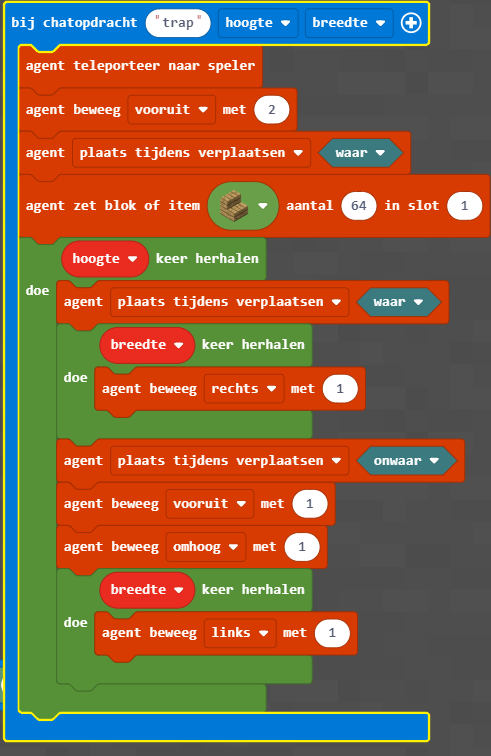 bij chatopdracht "trap" hoogte breedte
agent teleporteer naar speler
agent beweeg vooruit met 2
agent plaats tijdens verplaatsen waar
agent zet blok of item aantal 64 in slot 1
hoogte keer herhalen
doe
agent plaats tijdens verplaatsen waar
breedte keer herhalen
doe
agent beweeg rechts met 1
agent plaats tijdens verplaatsen onwaar
agent beweeg vooruit met 1
agent beweeg omhoog met 1
breedte keer herhalen
doe
agent beweeg links met 1